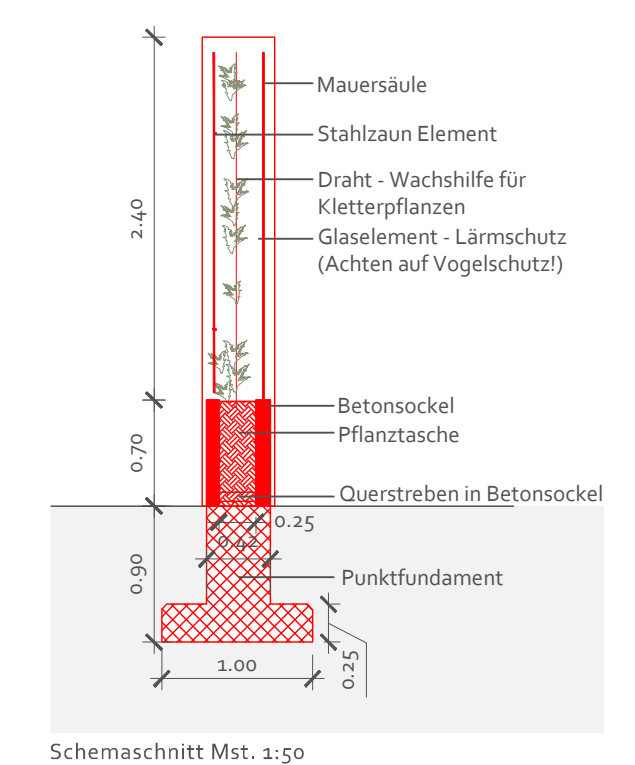 Mauersäule
Stahlzaun Element
Draht - Wachshilfe für
Kletterpflanzen
Glaselement - Lärmschutz
(Achten auf Vogelschutz!)
2.40
Betonsockel
Pflanztasche
0.70
Querstreben in Betonsockel
0.25
0.42
0.90
Punktfundament
1.00
0.25
Schemaschnitt Mst. 1:50